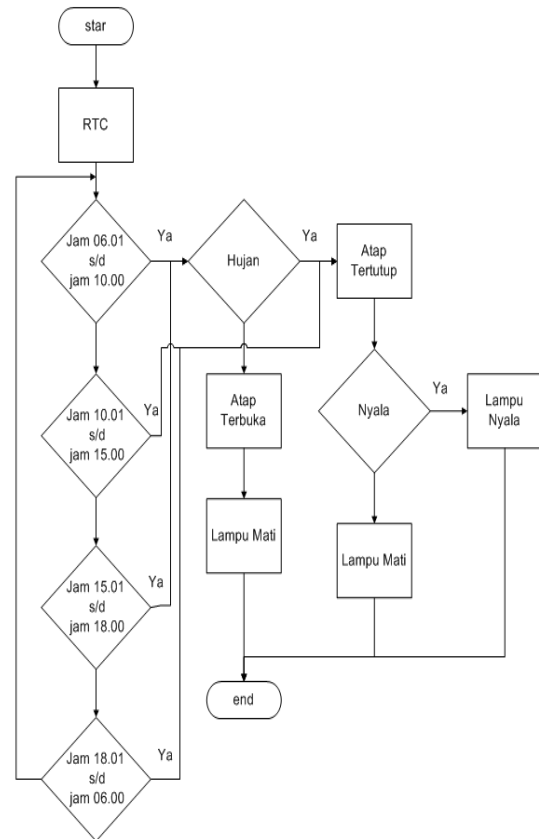 star
RTC
Jam 06.01
s/d
jam 10.00
Ya
Hujan
Ya
Atap
Tertutup
Jam 10.01
s/d
jam 15.00
Ya
Atap
Terbuka
Nyala
Ya
Lampu
Nyala
Lampu Mati
Lampu Mati
Jam 15.01
s/d
jam 18.00
Ya
end
Jam 18.01
s/d
jam 06.00
Ya